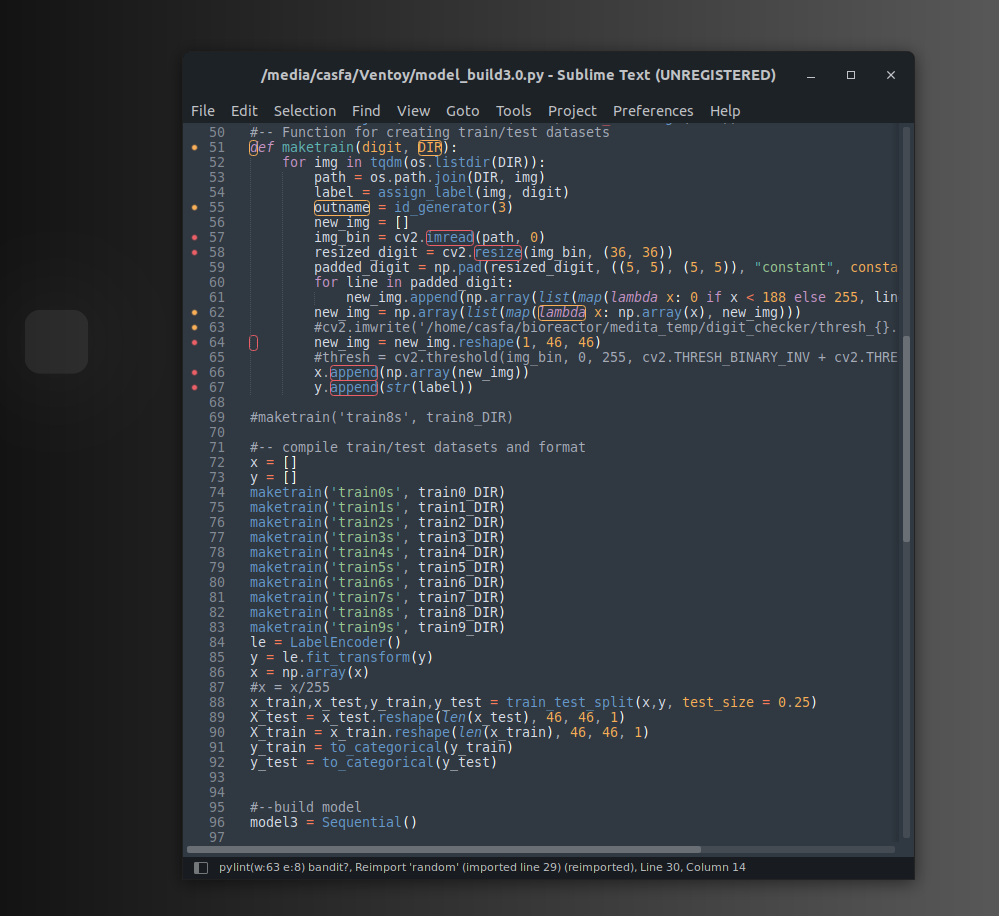 /media/casfa/Ventoy/model_build3.0.py - Sublime Text (UNREGISTERED)
File Edit Selection Find View Goto Tools Project Preferences Help
50 #-- Function for creating train/test datasets
51 def maketrain(digit, DIR):
52     for img in tqdm(os.listdir(DIR)):
53         path = os.path.join(DIR, img)
54         label = assign_label(img, digit)
55         outname = id_generator(3)
56         new_img = []
57         img_bin = cv2.imread(path, 0)
58         resized_digit = cv2.resize(img_bin, (36, 36))
59         padded_digit = np.pad(resized_digit, ((5, 5), (5, 5)), "constant", consta
60         for line in padded_digit:
61             new_img.append(np.array(list(map(lambda x: 0 if x < 188 else 255, lin
62         new_img = np.array(list(map(lambda x: np.array(x), new_img)))
63         #cv2.imwrite('/home/casfa/bioreactor/medita_temp/digit_checker/thresh_{}.
64         new_img = new_img.reshape(1, 46, 46)
65         #thresh = cv2.threshold(img_bin, 0, 255, cv2.THRESH_BINARY_INV + cv2.THRE
66         x.append(np.array(new_img))
67         y.append(str(label))
68
69 #maketrain('train8s', train8_DIR)
70
71 #-- compile train/test datasets and format
72 x = []
73 y = []
74 maketrain('train0s', train0_DIR)
75 maketrain('train1s', train1_DIR)
76 maketrain('train2s', train2_DIR)
77 maketrain('train3s', train3_DIR)
78 maketrain('train4s', train4_DIR)
79 maketrain('train5s', train5_DIR)
80 maketrain('train6s', train6_DIR)
81 maketrain('train7s', train7_DIR)
82 maketrain('train8s', train8_DIR)
83 maketrain('train9s', train9_DIR)
84 le = LabelEncoder()
85 y = le.fit_transform(y)
86 x = np.array(x)
87 #x = x/255
88 x_train,x_test,y_train,y_test = train_test_split(x,y, test_size = 0.25)
89 X_test = x_test.reshape(len(x_test), 46, 46, 1)
90 X_train = x_train.reshape(len(x_train), 46, 46, 1)
91 y_train = to_categorical(y_train)
92 y_test = to_categorical(y_test)
93
94
95 #--build model
96 model3 = Sequential()
97
pylint(w:63 e:8) bandit?, Reimport 'random' (imported line 29) (reimported), Line 30, Column 14